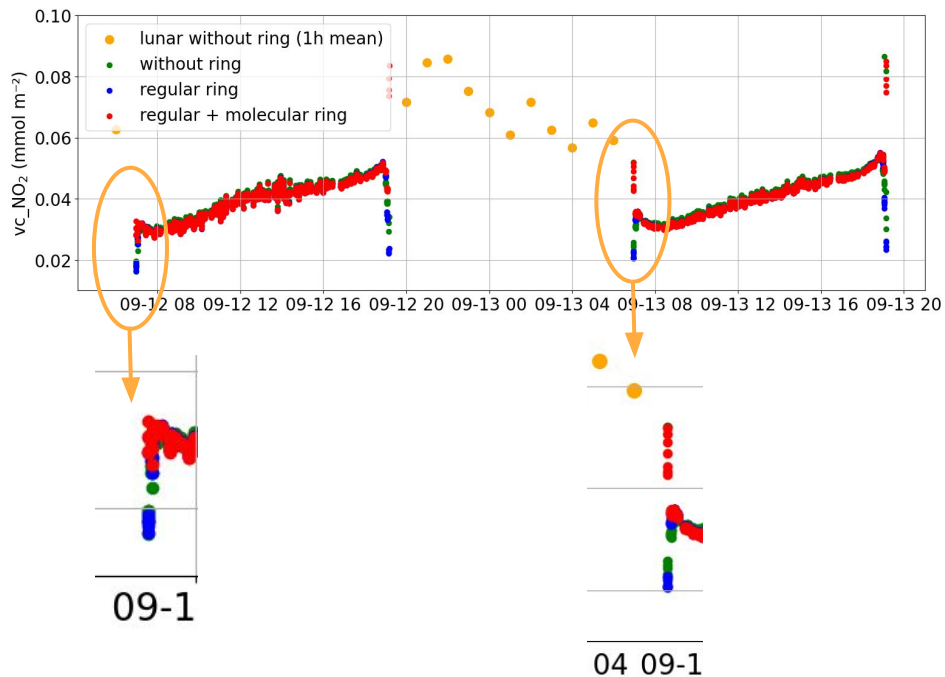 0.10
0.08
0.06
0.04
0.02
vc_NO₂ (mmol m⁻²)
lunar without ring (1h mean)
without ring
regular ring
regular + molecular ring
09-12 08 09-12 12 09-12 16 09-12 20 09-13 00 09-13 04 09-13 08 09-13 12 09-13 16 09-13 20
09-1
04 09-1